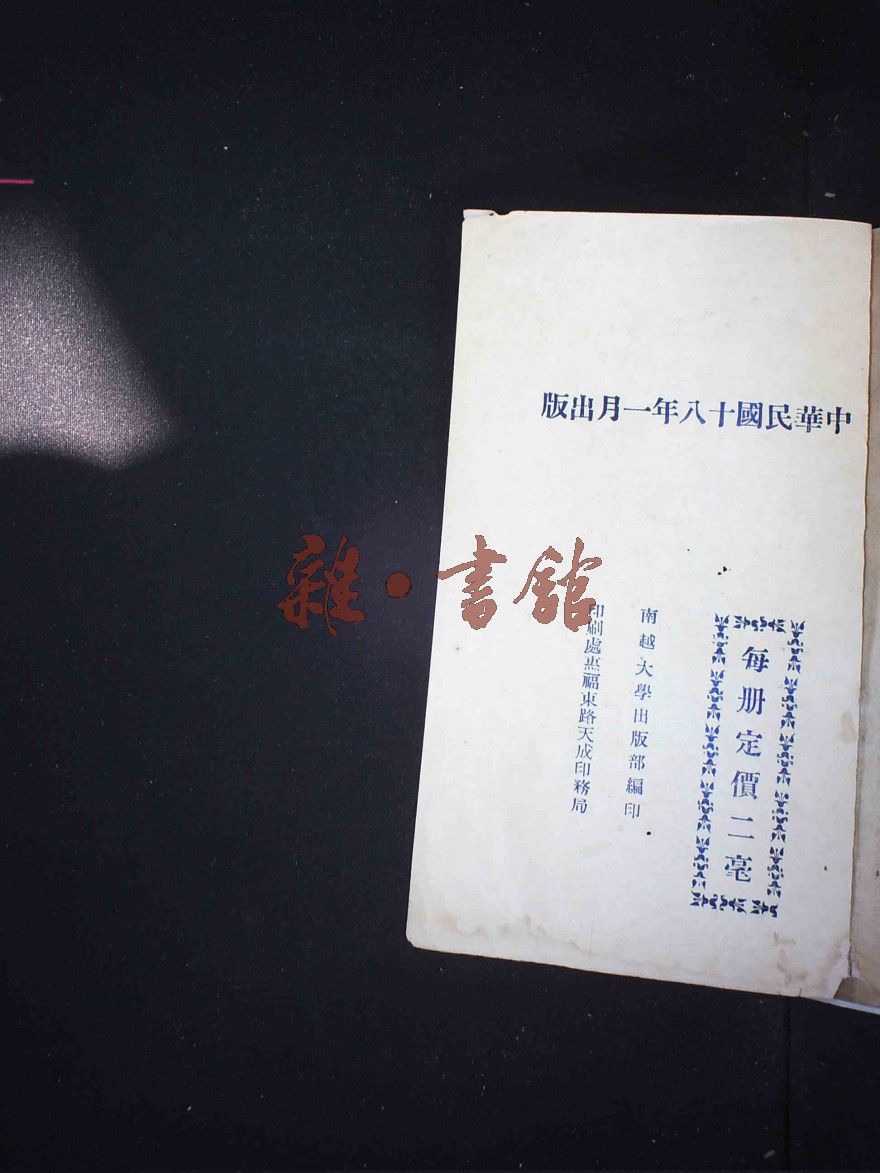 中華民國十八年一月出版
每册定價二毫
南越大學出版部編印
印刷處惠福東路天成印務局
雜·書館